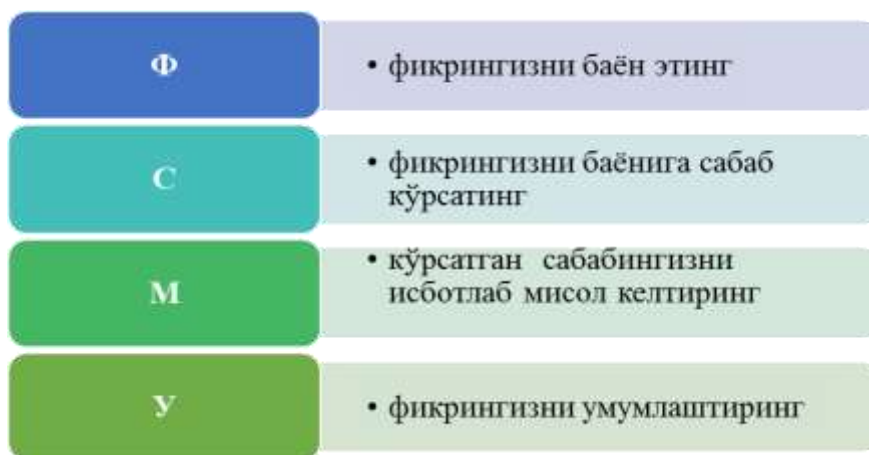 Ф
• фикрингизни баён этинг
С
• фикрингизни баёнига сабаб
кўрсатинг
М
• кўрсатган сабабингизни
исботлаб мисол келтиринг
У
• фикрингизни умумлаштиринг